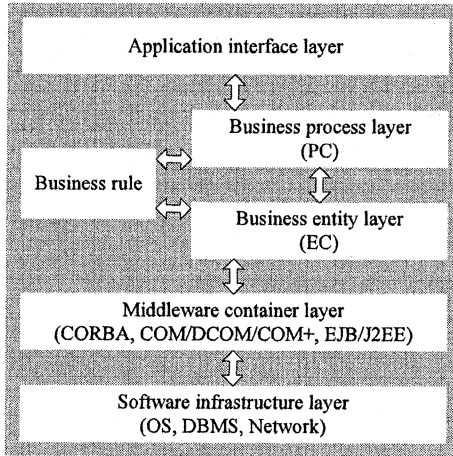 Application interface layer
Business process layer
(PC)
Business rule
Business entity layer
(EC)
Middleware container layer
(CORBA, COM/DCOM/COM+, EJB/J2EE)
Software infrastructure layer
(OS, DBMS, Network)